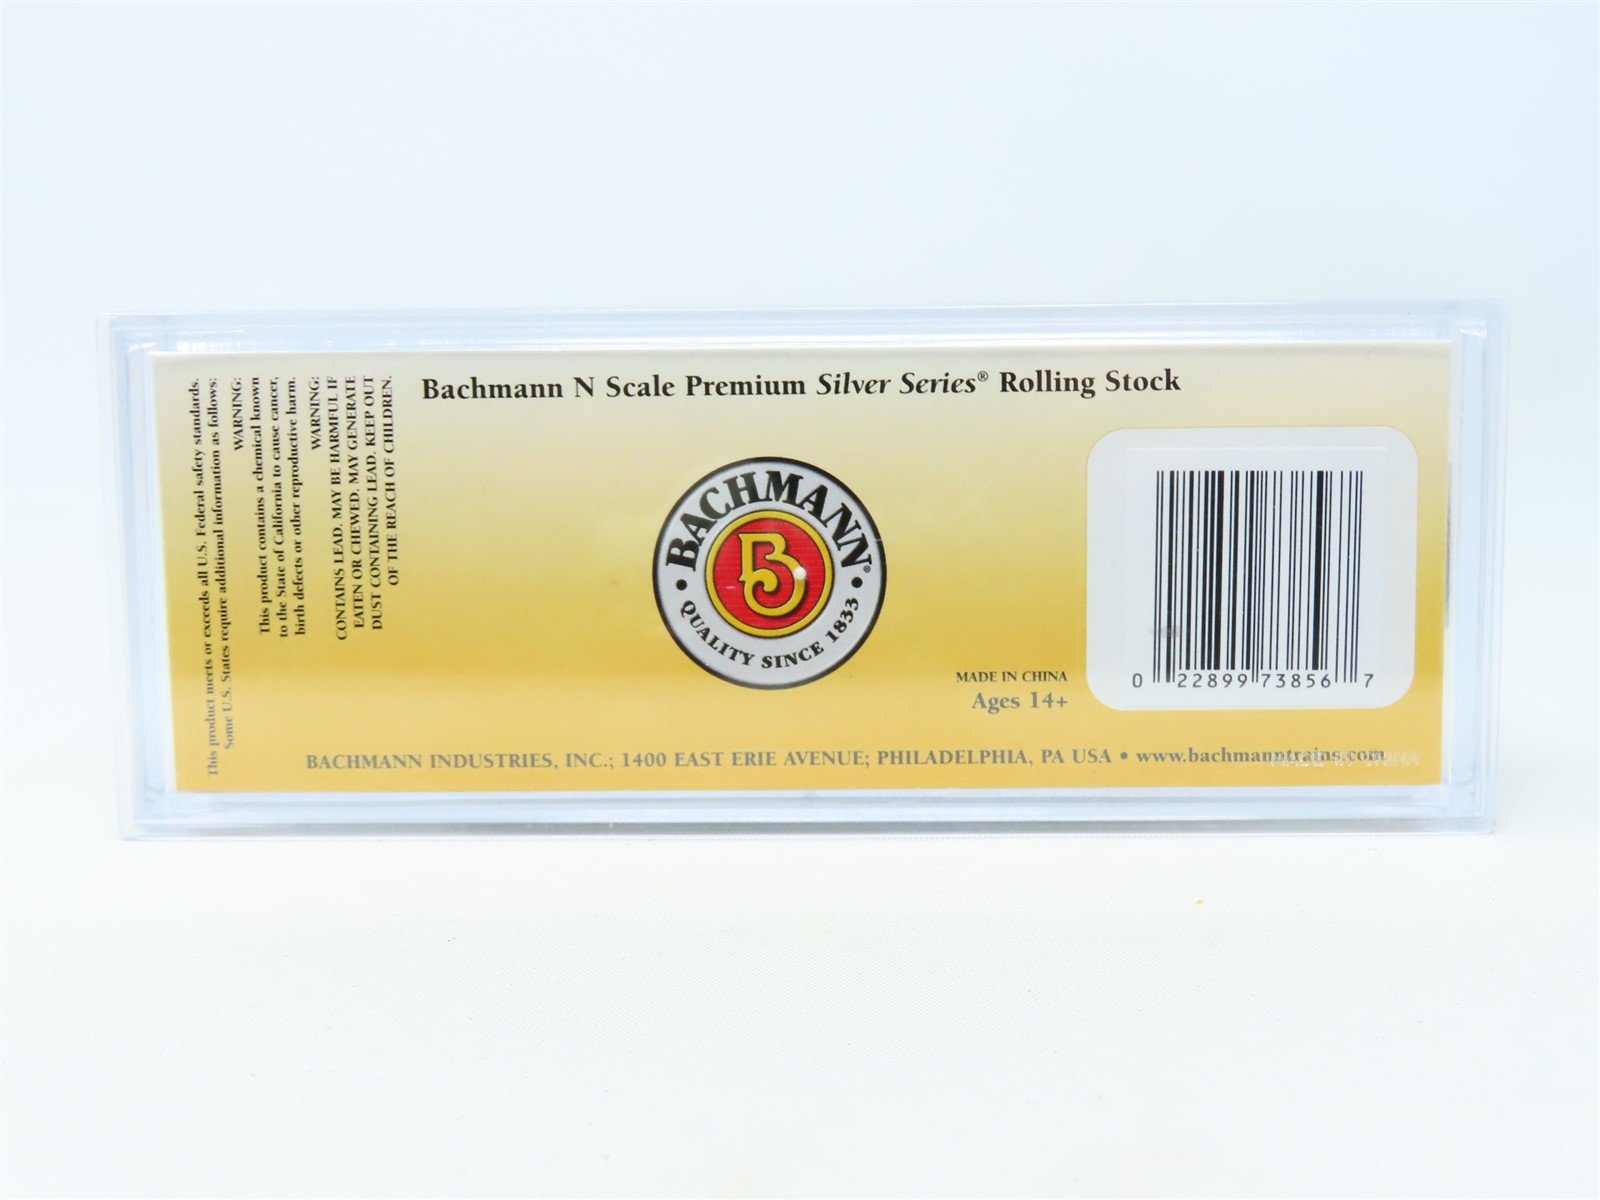 Bachmann N Scale Premium Silver Series® Rolling Stock
This product meets or exceeds all U.S. Federal safety standards.
Some U.S. States require additional information as follows:
WARNING:
This product contains a chemical known
to the State of California to cause cancer,
birth defects or other reproductive harm.
WARNING:
CONTAINS LEAD. MAY BE HARMFUL IF
EATEN OR CHEWED. MAY GENERATE
DUST CONTAINING LEAD. KEEP OUT
OF THE REACH OF CHILDREN.
BACHMANN®
B
• QUALITY SINCE 1833 •
MADE IN CHINA
Ages 14+
0 22899 73856 7
BACHMANN INDUSTRIES, INC.; 1400 EAST ERIE AVENUE; PHILADELPHIA, PA USA • www.bachmanntrains.com
MADE IN CHINA